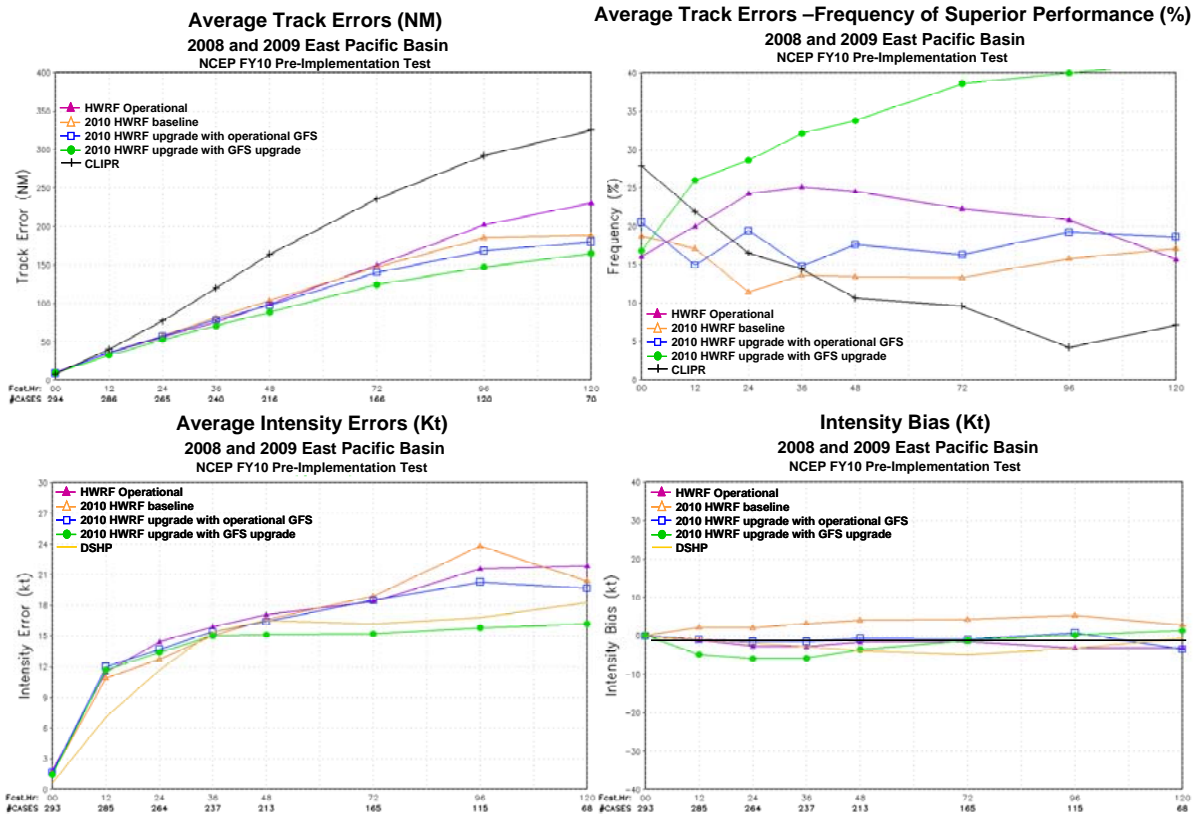 Average Track Errors (NM)
2008 and 2009 East Pacific Basin
NCEP FY10 Pre-Implementation Test
400
350
300
250
200
150
100
50
0
Track Error (NM)
HWRF Operational
2010 HWRF baseline
2010 HWRF upgrade with operational GFS
2010 HWRF upgrade with GFS upgrade
CLIPR
Fcst.Hr: 00 12 24 36 48 72 96 120
#CASES 294 286 265 240 216 166 120 70
Average Track Errors –Frequency of Superior Performance (%)
2008 and 2009 East Pacific Basin
NCEP FY10 Pre-Implementation Test
40
35
30
25
20
15
10
5
0
Frequency (%)
HWRF Operational
2010 HWRF baseline
2010 HWRF upgrade with operational GFS
2010 HWRF upgrade with GFS upgrade
CLIPR
00 12 24 36 48 72 96 120
Average Intensity Errors (Kt)
2008 and 2009 East Pacific Basin
NCEP FY10 Pre-Implementation Test
30
27
24
21
18
15
12
9
6
3
0
Intensity Error (kt)
HWRF Operational
2010 HWRF baseline
2010 HWRF upgrade with operational GFS
2010 HWRF upgrade with GFS upgrade
DSHP
Fcst.Hr: 00 12 24 36 48 72 96 120
#CASES 293 285 264 237 213 165 115 68
Intensity Bias (Kt)
2008 and 2009 East Pacific Basin
NCEP FY10 Pre-Implementation Test
40
30
20
10
0
−10
−20
−30
−40
Intensity Bias (kt)
HWRF Operational
2010 HWRF baseline
2010 HWRF upgrade with operational GFS
2010 HWRF upgrade with GFS upgrade
DSHP
Fcst.Hr: 00 12 24 36 48 72 96 120
#CASES 293 285 264 237 213 165 115 68